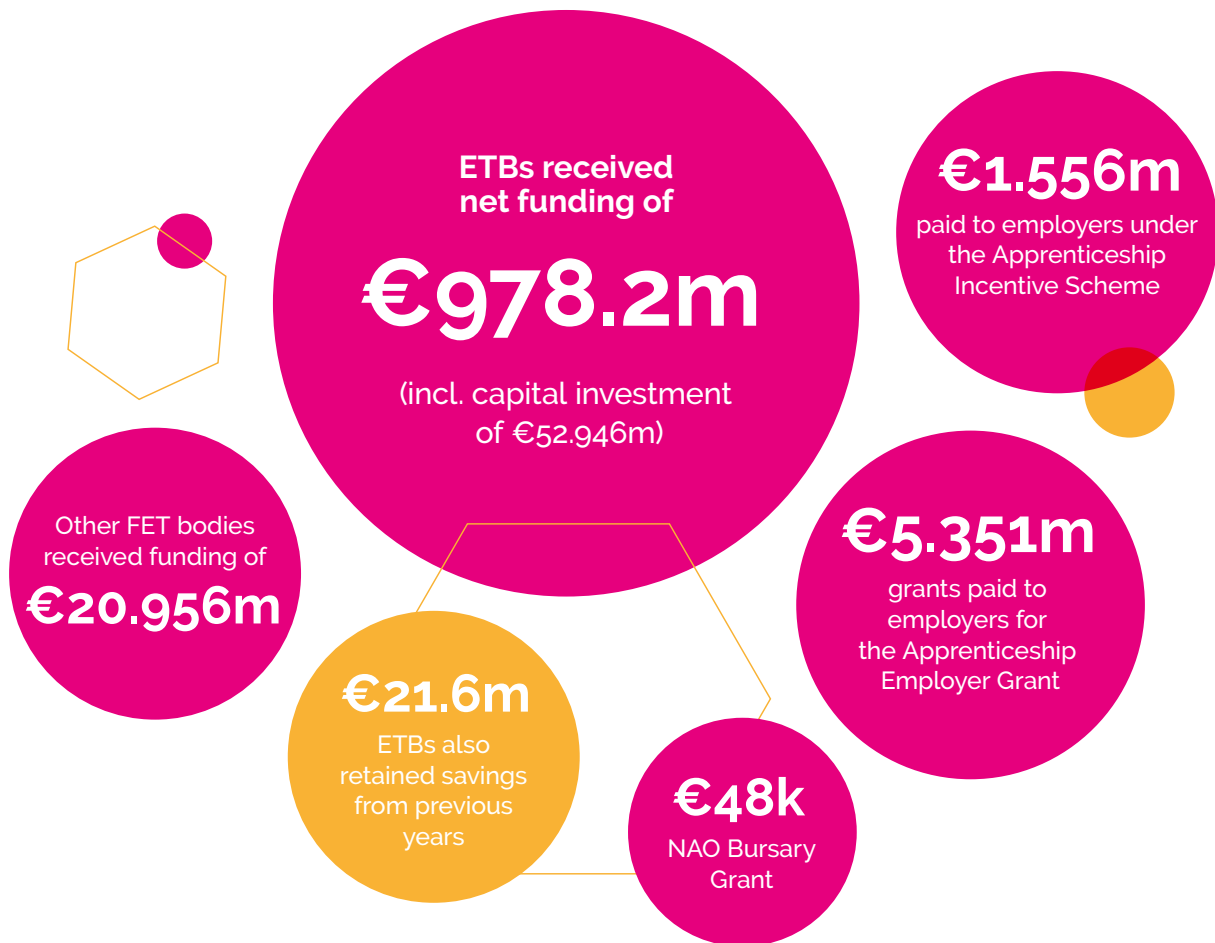 ETBs received
net funding of
€978.2m
(incl. capital investment
of €52.946m)
€1.556m
paid to employers under
the Apprenticeship
Incentive Scheme
Other FET bodies
received funding of
€20.956m
€5.351m
grants paid to
employers for
the Apprenticeship
Employer Grant
€21.6m
ETBs also
retained savings
from previous
years
€48k
NAO Bursary
Grant